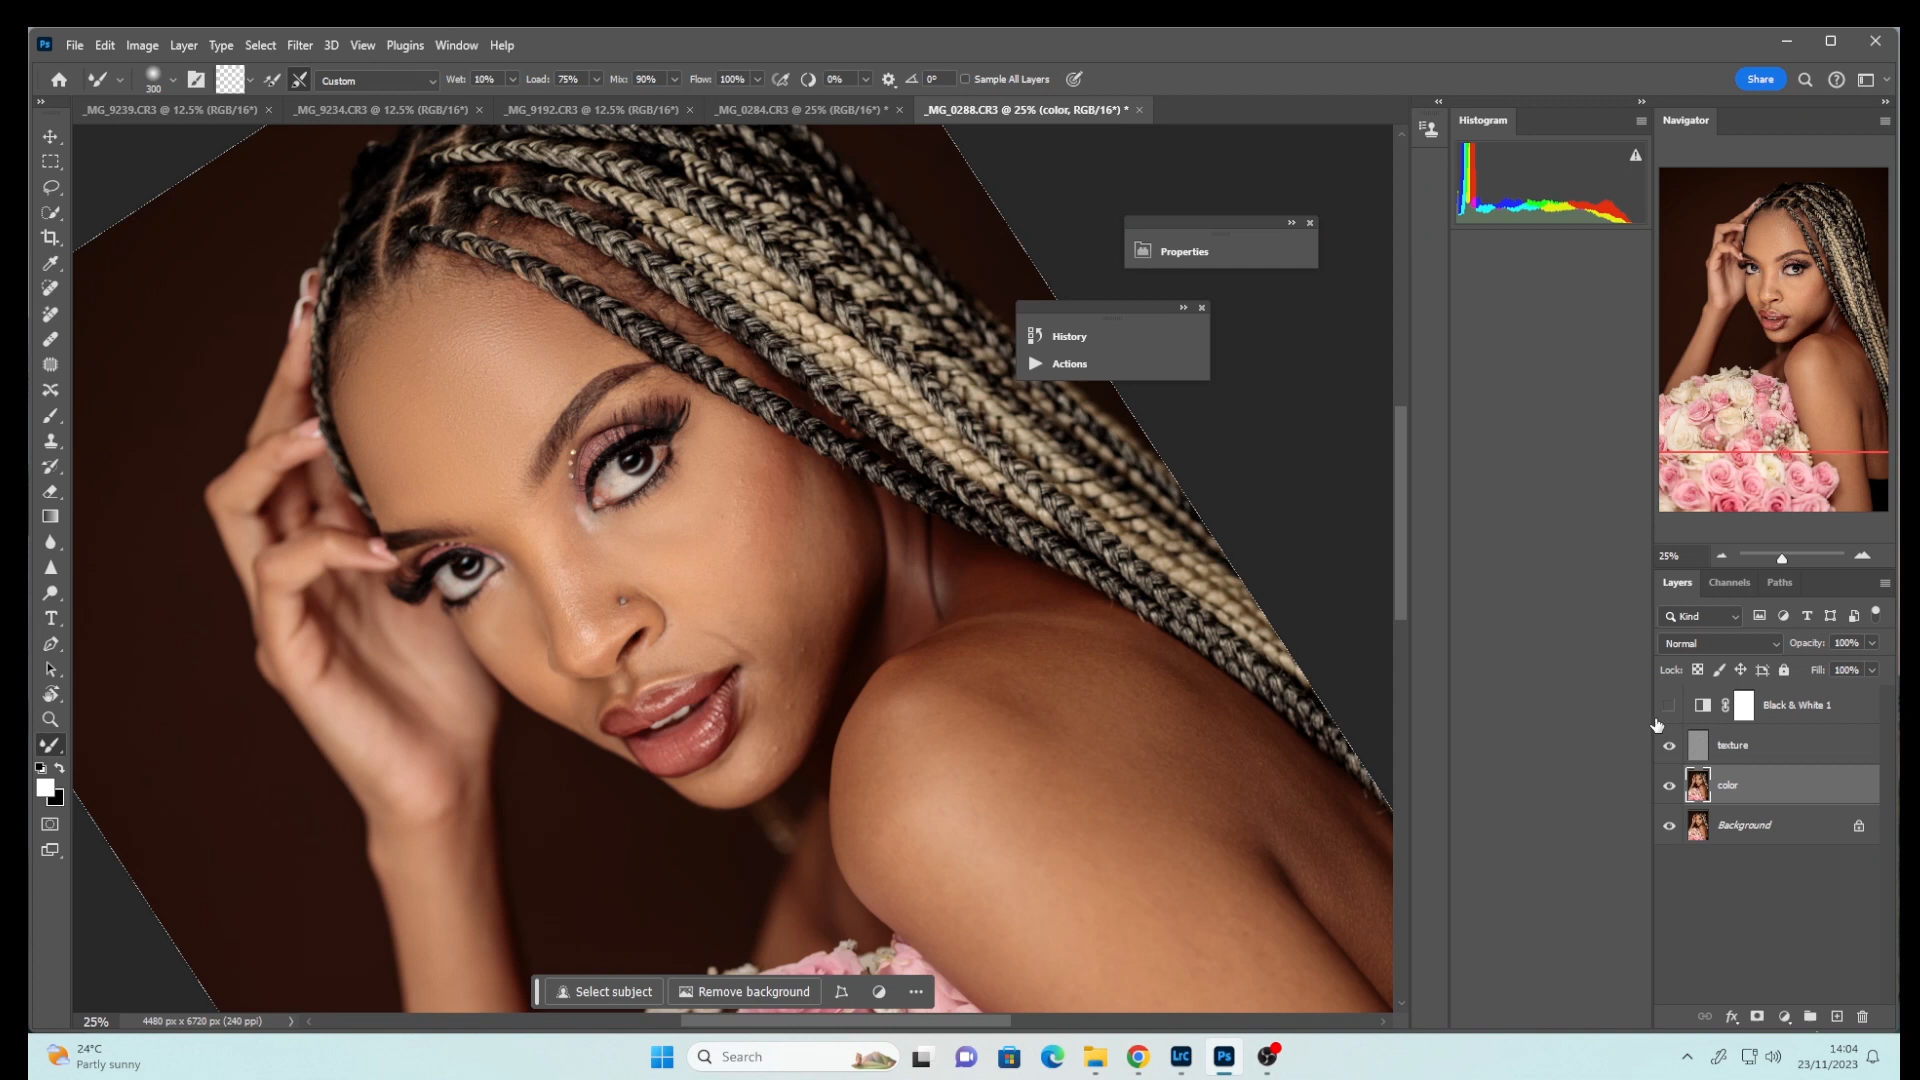 Ps File Edit Image Layer Type Select Filter 3D View Plugins Window Help
300 Custom Wet: 10% Load: 75% Mix: 90% Flow: 100% 0% 0° Sample All Layers Share
_MG_9239.CR3 @ 12.5% (RGB/16*) × _MG_9234.CR3 @ 12.5% (RGB/16*) × _MG_9192.CR3 @ 12.5% (RGB/16*) × _MG_0284.CR3 @ 25% (RGB/16*) * × _MG_0288.CR3 @ 25% (color, RGB/16*) * ×
Histogram
Navigator
Properties
History
Actions
25%
Layers Channels Paths
Kind
Normal Opacity: 100%
Lock: Fill: 100%
Black & White 1
texture
color
Background
Select subject Remove background
25% 4480 px x 6720 px (240 ppi)
24°C
Partly sunny
Search
Lrc
Ps
14:04
23/11/2023